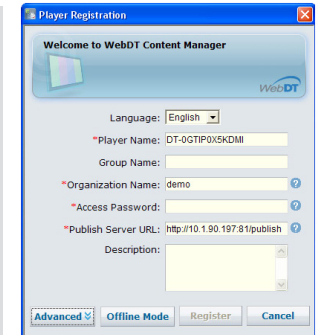 Player Registration
Welcome to WebDT Content Manager
WebDT
Language: English
*Player Name: DT-0GTIP0X5KDMI
Group Name:
*Organization Name: demo
*Access Password:
*Publish Server URL: http://10.1.90.197:81/publish
Description:
Advanced Offline Mode Register Cancel